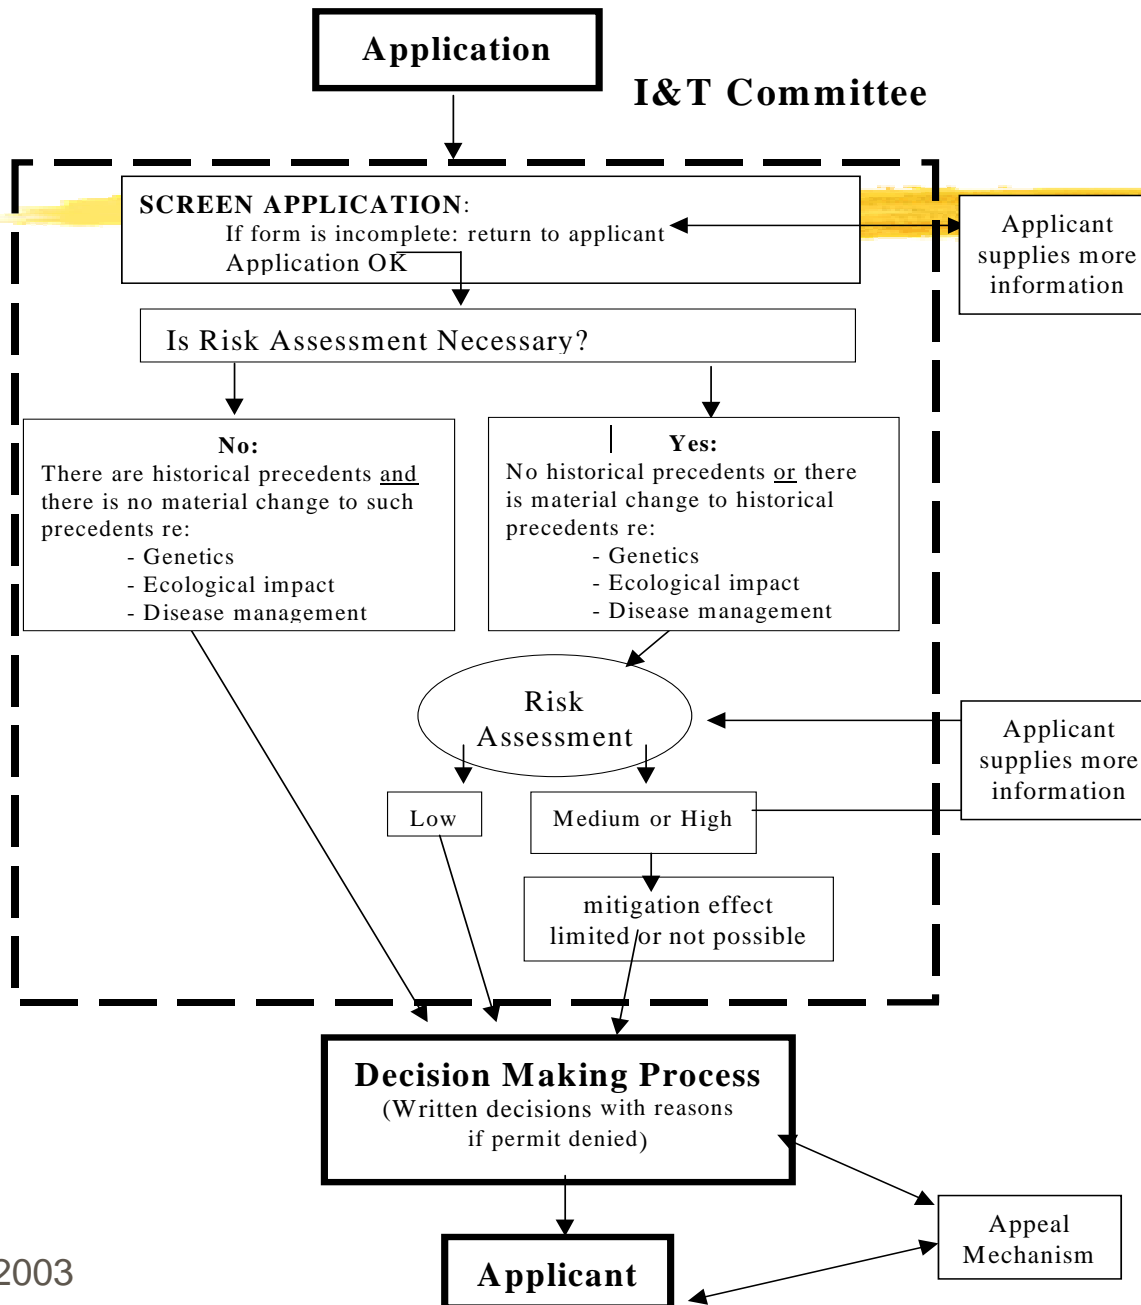 Application
I&T Committee
SCREEN APPLICATION:
If form is incomplete: return to applicant
Application OK
Applicant
supplies more
information
Is Risk Assessment Necessary?
No:
There are historical precedents and
there is no material change to such
precedents re:
- Genetics
- Ecological impact
- Disease management
Yes:
No historical precedents or there
is material change to historical
precedents re:
- Genetics
- Ecological impact
- Disease management
Risk
Assessment
Applicant
supplies more
information
Low
Medium or High
mitigation effect
limited or not possible
Decision Making Process
(Written decisions with reasons
if permit denied)
Appeal
Mechanism
Applicant
2003